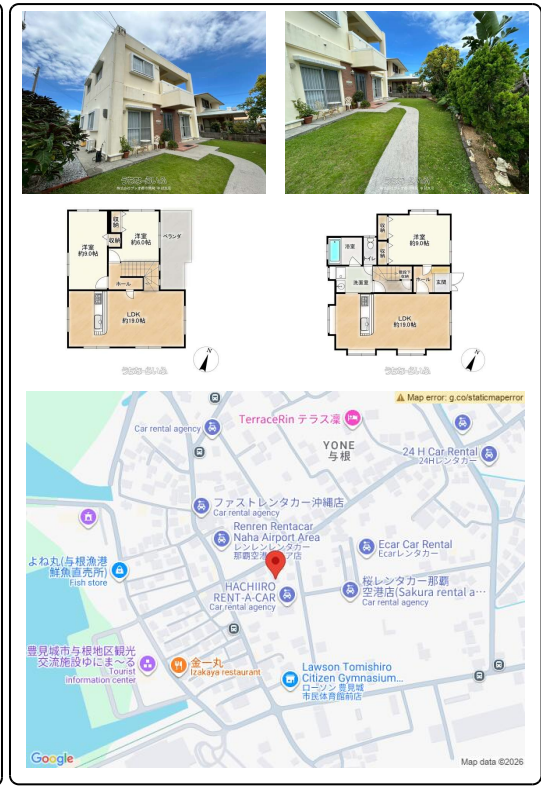 洋室
約9.0帖
収納
収納
洋室
約6.0帖
ベランダ
ホール
LDK
約19.0帖
N
浴室
トイレ
収納
収納
洋室
約9.0帖
洗面室
階段下
収納
ホール
玄関
LDK
約19.0帖
N
Map error: g.co/staticmaperror
TerraceRin テラス凜
Car rental agency
YONE
与根
24 H Car Rental
24Hレンタカー
ファストレンタカー沖縄店
Car rental agency
Renren Rentacar
Naha Airport Area
レンレンレンタカー
Ecar Car Rental
Ecarレンタカー
よね丸(与根漁港
鮮魚直売所)
Fish store
HACHIIRO
RENT-A-CAR
Car rental agency
桜レンタカー那覇
空港店(Sakura rental a…
Car rental agency
豊見城市与根地区観光
交流施設ゆにま〜る
Tourist
information center
金一丸
Izakaya restaurant
Lawson Tomishiro
Citizen Gymnasium...
ローソン 豊見城
市民体育館前店
Google
Map data ©2026